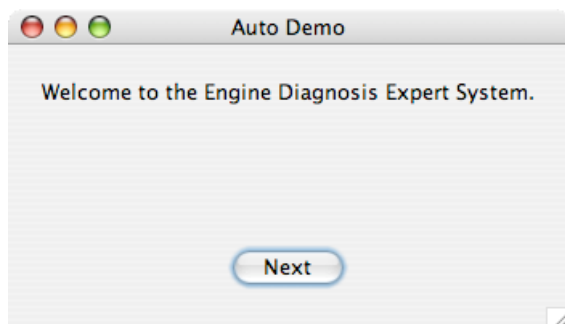 Auto Demo
Welcome to the Engine Diagnosis Expert System.
Next